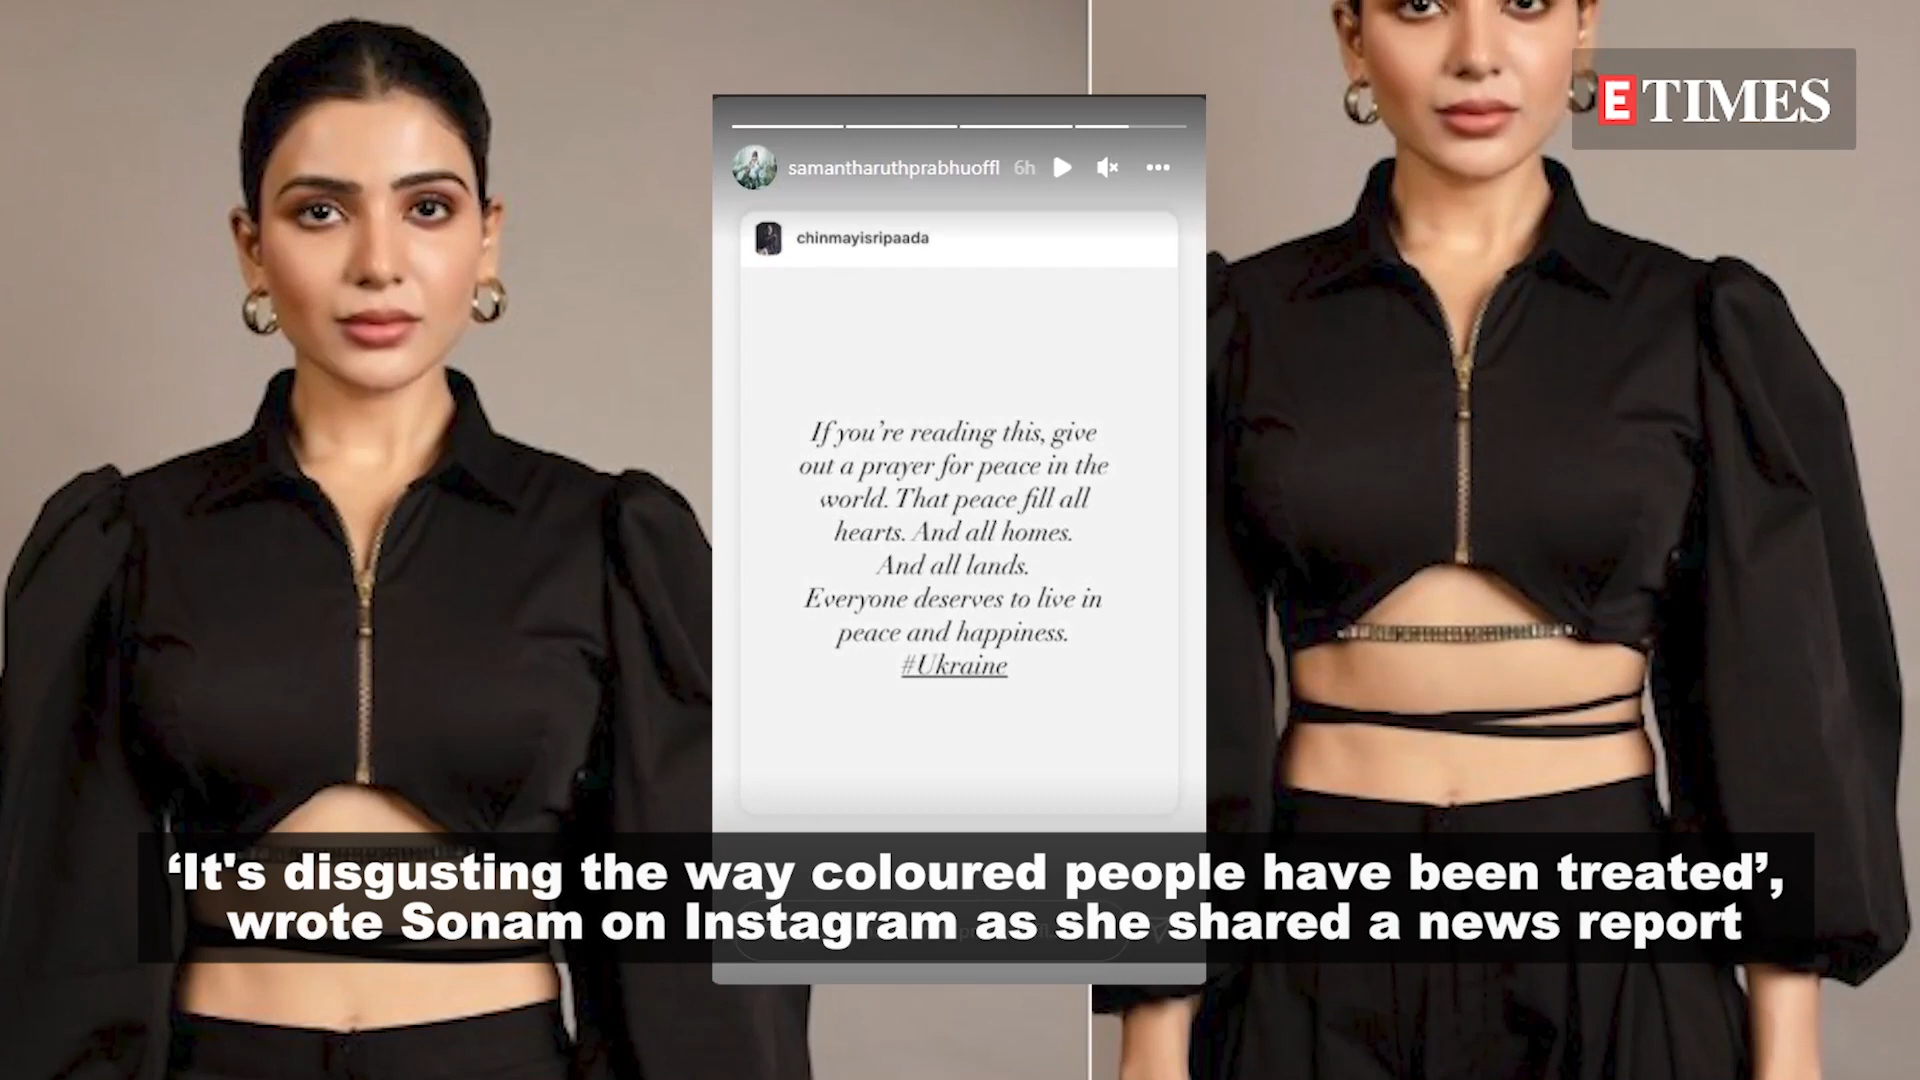 E TIMES
samantharuthprabhuoffl 6h
chinmayisripaada
If you're reading this, give
out a prayer for peace in the
world. That peace fill all
hearts. And all homes.
And all lands.
Everyone deserves to live in
peace and happiness.
#Ukraine
‘It's disgusting the way coloured people have been treated’,
wrote Sonam on Instagram as she shared a news report